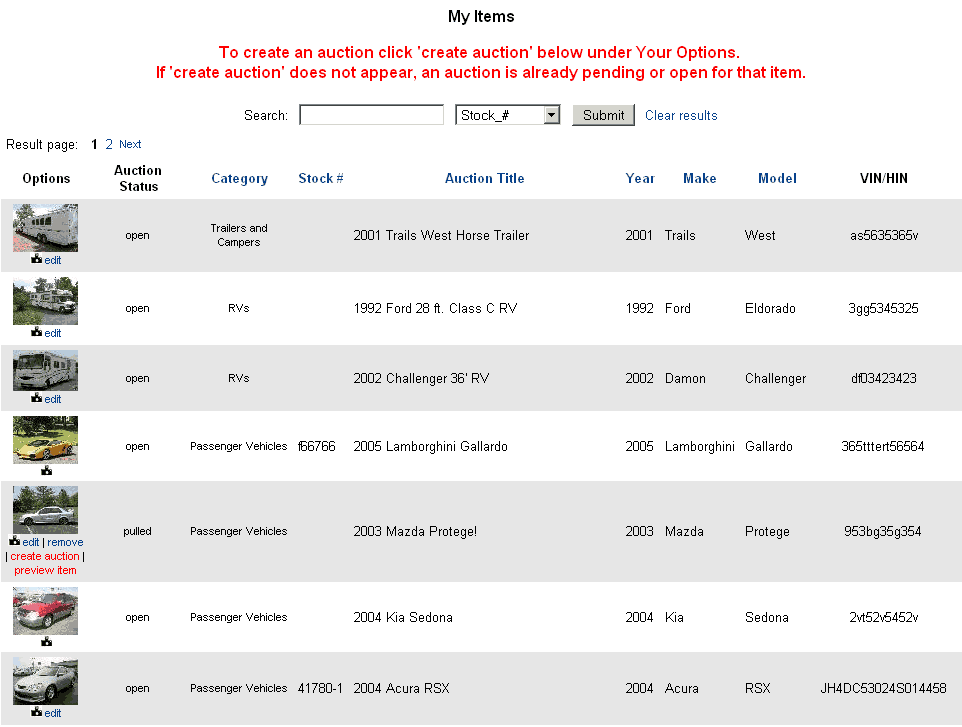 My Items
To create an auction click 'create auction' below under Your Options.
If 'create auction' does not appear, an auction is already pending or open for that item.
Search: Stock_# Submit Clear results
Result page: 1 2 Next
Options Auction Status Category Stock # Auction Title Year Make Model VIN/HIN
open Trailers and Campers 2001 Trails West Horse Trailer 2001 Trails West as5635365v
edit
open RVs 1992 Ford 28 ft. Class C RV 1992 Ford Eldorado 3gg5345325
edit
open RVs 2002 Challenger 36' RV 2002 Damon Challenger df03423423
edit
open Passenger Vehicles f66766 2005 Lamborghini Gallardo 2005 Lamborghini Gallardo 365tttert56564
pulled Passenger Vehicles 2003 Mazda Protege! 2003 Mazda Protege 953bg35g354
edit | remove
| create auction |
preview item
open Passenger Vehicles 2004 Kia Sedona 2004 Kia Sedona 2vt52v5452v
open Passenger Vehicles 41780-1 2004 Acura RSX 2004 Acura RSX JH4DC53024S014458
edit